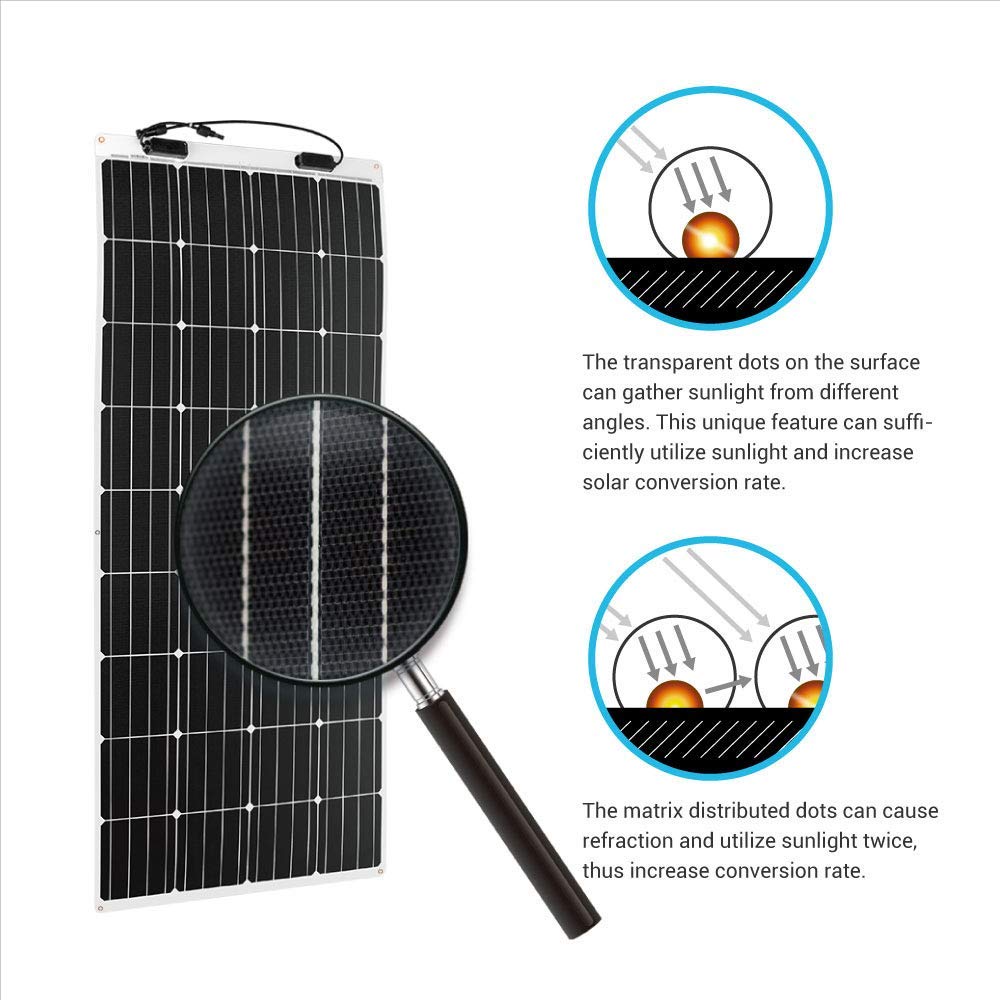 The transparent dots on the surface
can gather sunlight from different
angles. This unique feature can suffi-
ciently utilize sunlight and increase
solar conversion rate.
The matrix distributed dots can cause
refraction and utilize sunlight twice,
thus increase conversion rate.